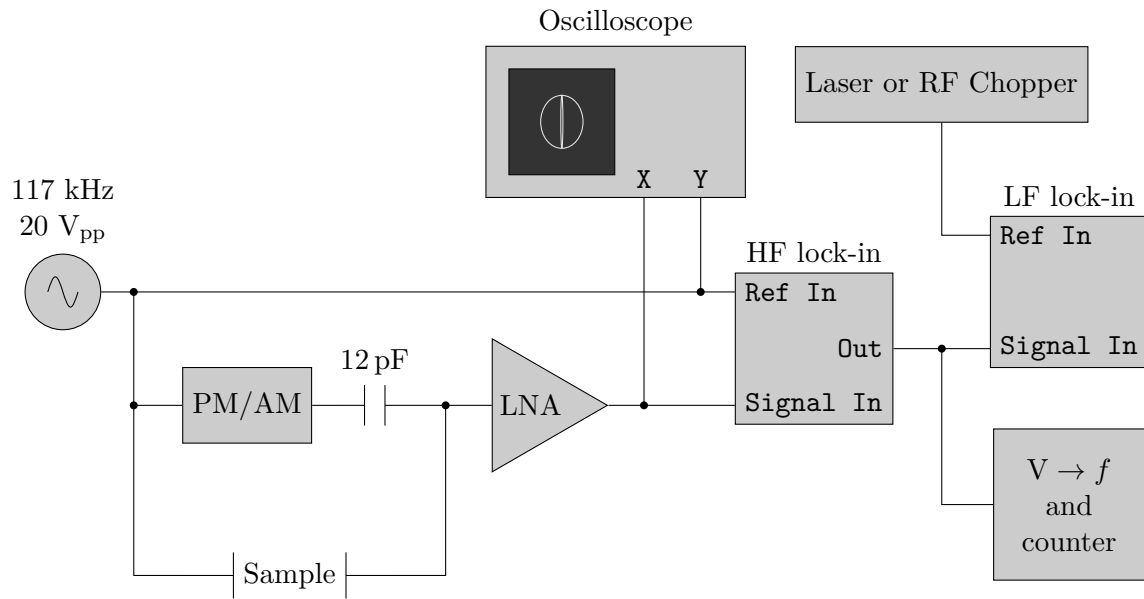 Oscilloscope
Laser or RF Chopper
X Y
117 kHz
20 Vpp
LF lock-in
Ref In
HF lock-in
Ref In
Out
Signal In
12 pF
PM/AM
LNA
Signal In
V → f
and
counter
Sample